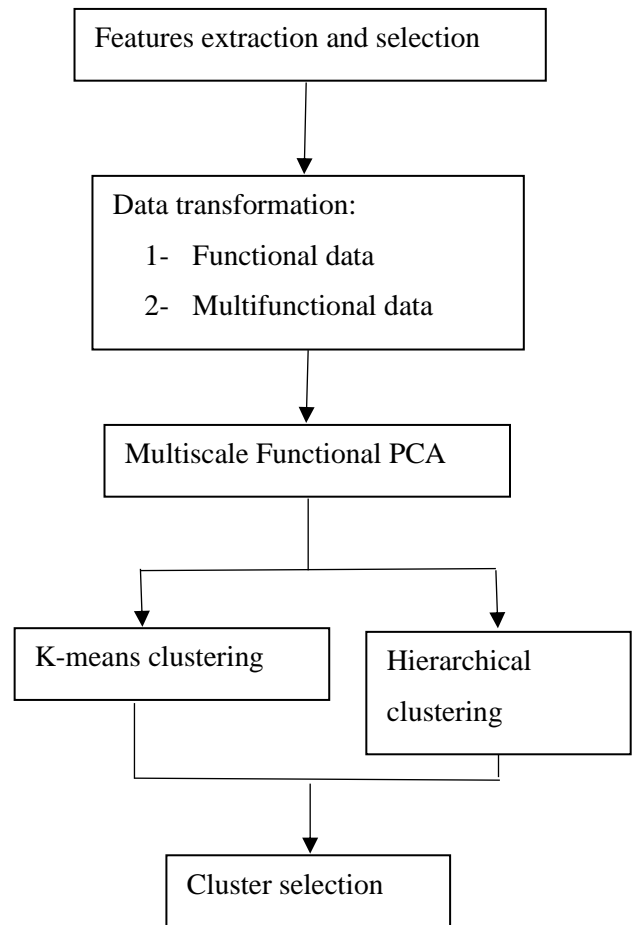 Features extraction and selection
Data transformation:
1- Functional data
2- Multifunctional data
Multiscale Functional PCA
K-means clustering
Hierarchical
clustering
Cluster selection